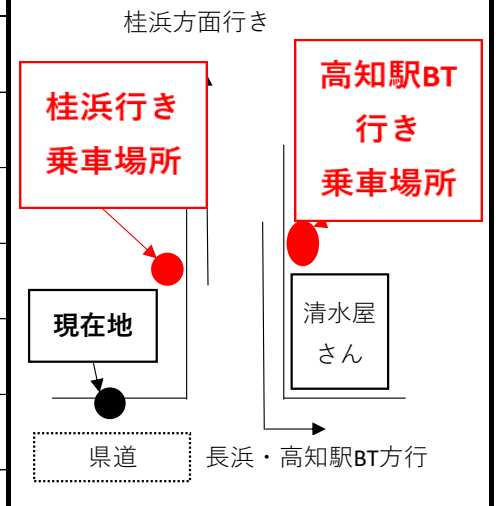 桂浜方面行き
桂浜行き
乗車場所
高知駅BT
行き
乗車場所
現在地
清水屋
さん
県道
長浜・高知駅BT方行